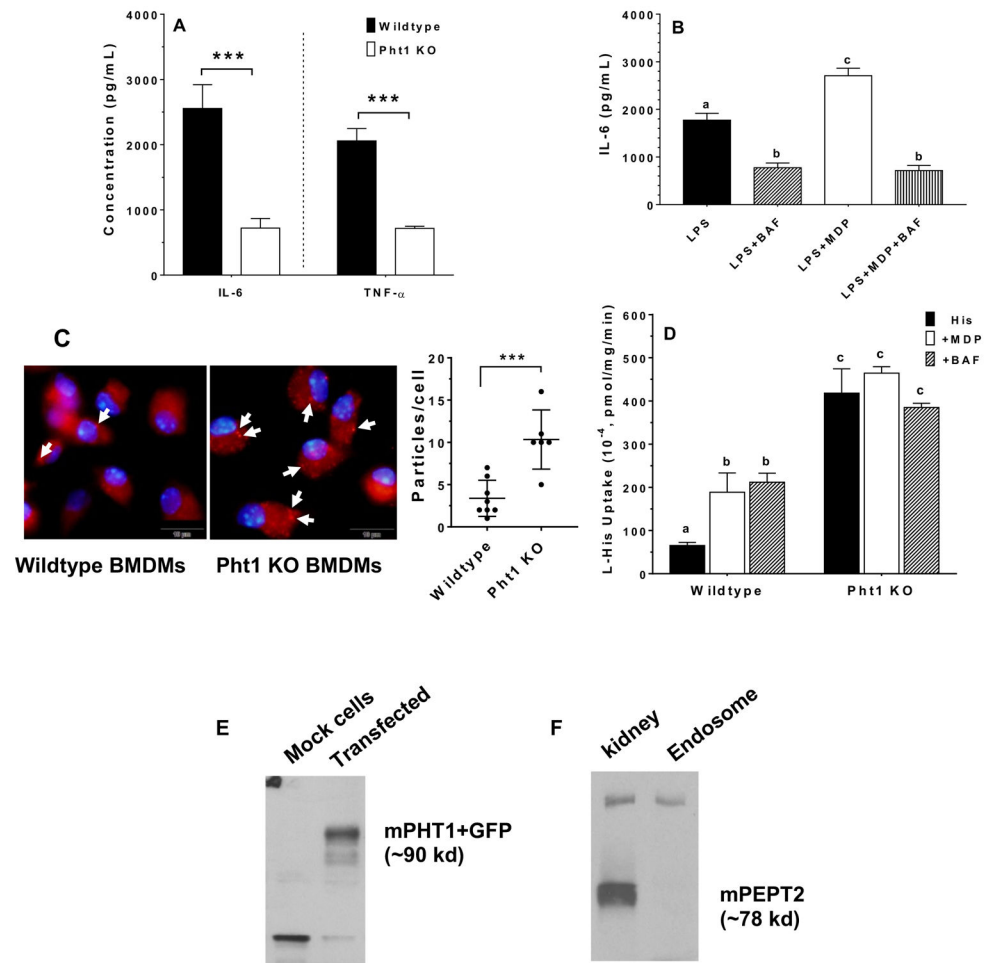 A
Wildtype
Pht1 KO
***
***
Concentration (pg/mL)
4000
3000
2000
1000
0
IL-6
TNF-α
B
IL-6 (pg/mL)
4000
3000
2000
1000
0
a
b
c
b
LPS
LPS+BAF
LPS+MDP
LPS+MDP+BAF
C
10 μm
10 μm
Wildtype BMDMs
Pht1 KO BMDMs
***
Particles/cell
20
15
10
5
0
Wildtype
Pht1 KO
D
His
+MDP
+BAF
L-His Uptake (10⁻⁴, pmol/mg/min)
600
500
400
300
200
100
0
a
b
b
c
c
c
Wildtype
Pht1 KO
E
Mock cells
Transfected
mPHT1+GFP
(~90 kd)
F
kidney
Endosome
mPEPT2
(~78 kd)